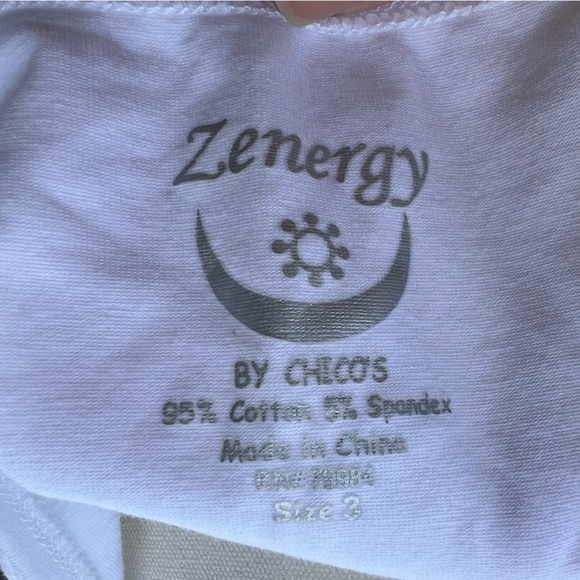 Zenergy
BY CHICO'S
95% Cotton 5% Spandex
Made in China
Size 3